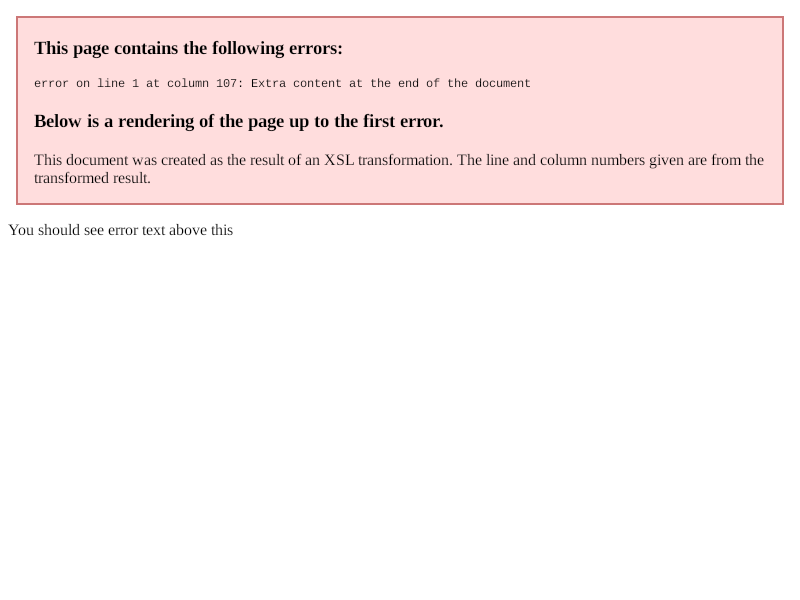 This page contains the following errors:
error on line 1 at column 107: Extra content at the end of the document
Below is a rendering of the page up to the first error.
This document was created as the result of an XSL transformation. The line and column numbers given are from the
transformed result.
You should see error text above this